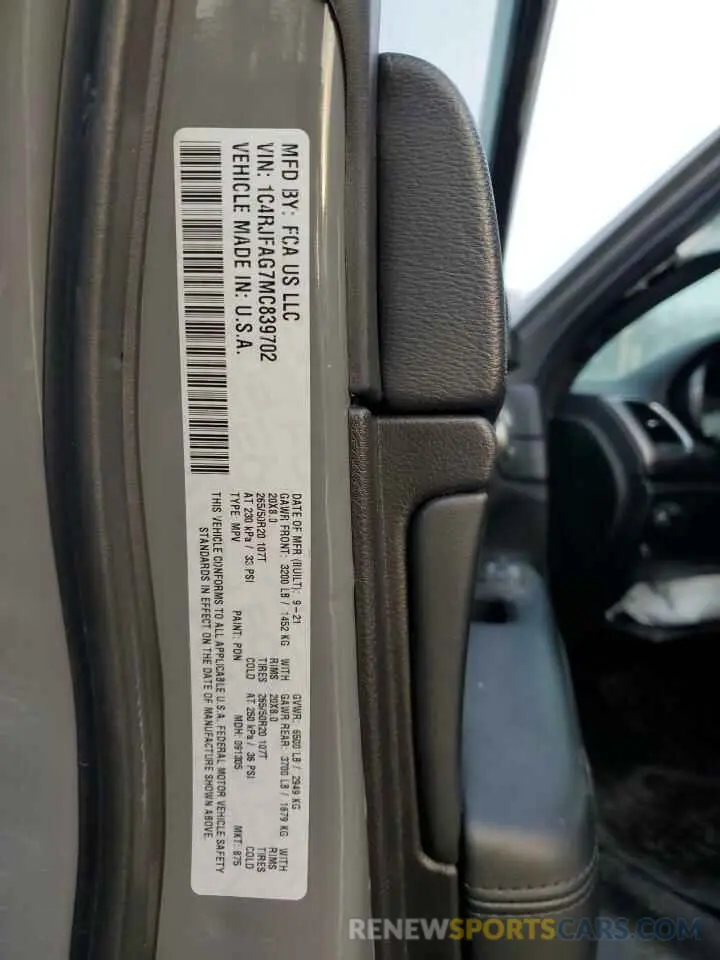 MFD BY: FCA US LLC
VIN: 1C4RJFAG7MC839702
VEHICLE MADE IN: U.S.A.
DATE OF MFR (BUILT): 9-21 GVWR: 6500 LB / 2949 KG
GAWR FRONT: 3200 LB / 1452 KG WITH GAWR REAR: 3700 LB / 1679 KG WITH
20X8.0 RIMS 20X8.0 RIMS
265/50R20 107T TIRES 265/50R20 107T TIRES
AT 230 kPa / 33 PSI COLD AT 250 kPa / 36 PSI COLD
TYPE: MPV PAINT: PDN MDH: 091305 MKT: 875
THIS VEHICLE CONFORMS TO ALL APPLICABLE U.S.A. FEDERAL MOTOR VEHICLE SAFETY
STANDARDS IN EFFECT ON THE DATE OF MANUFACTURE SHOWN ABOVE.
RENEWSPORTSCARS.COM